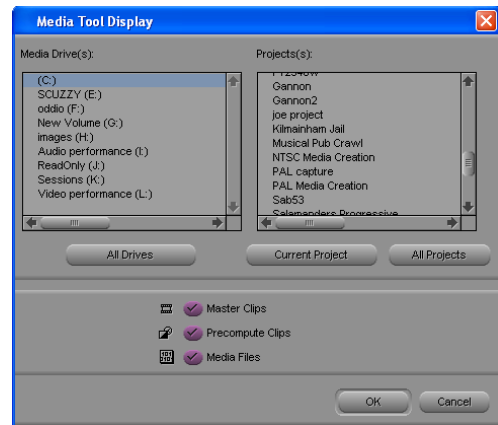 Media Tool Display
Media Drive(s):
(C:)
SCUZZY (E:)
oddio (F:)
New Volume (G:)
images (H:)
Audio performance (I:)
ReadOnly (J:)
Sessions (K:)
Video performance (L:)
All Drives
Projects(s):
Gannon
Gannon2
joe project
Kilmainham Jail
Musical Pub Crawl
NTSC Media Creation
PAL capture
PAL Media Creation
Sab53
Salamanders Progressive
Current Project
All Projects
Master Clips
Precompute Clips
Media Files
OK
Cancel